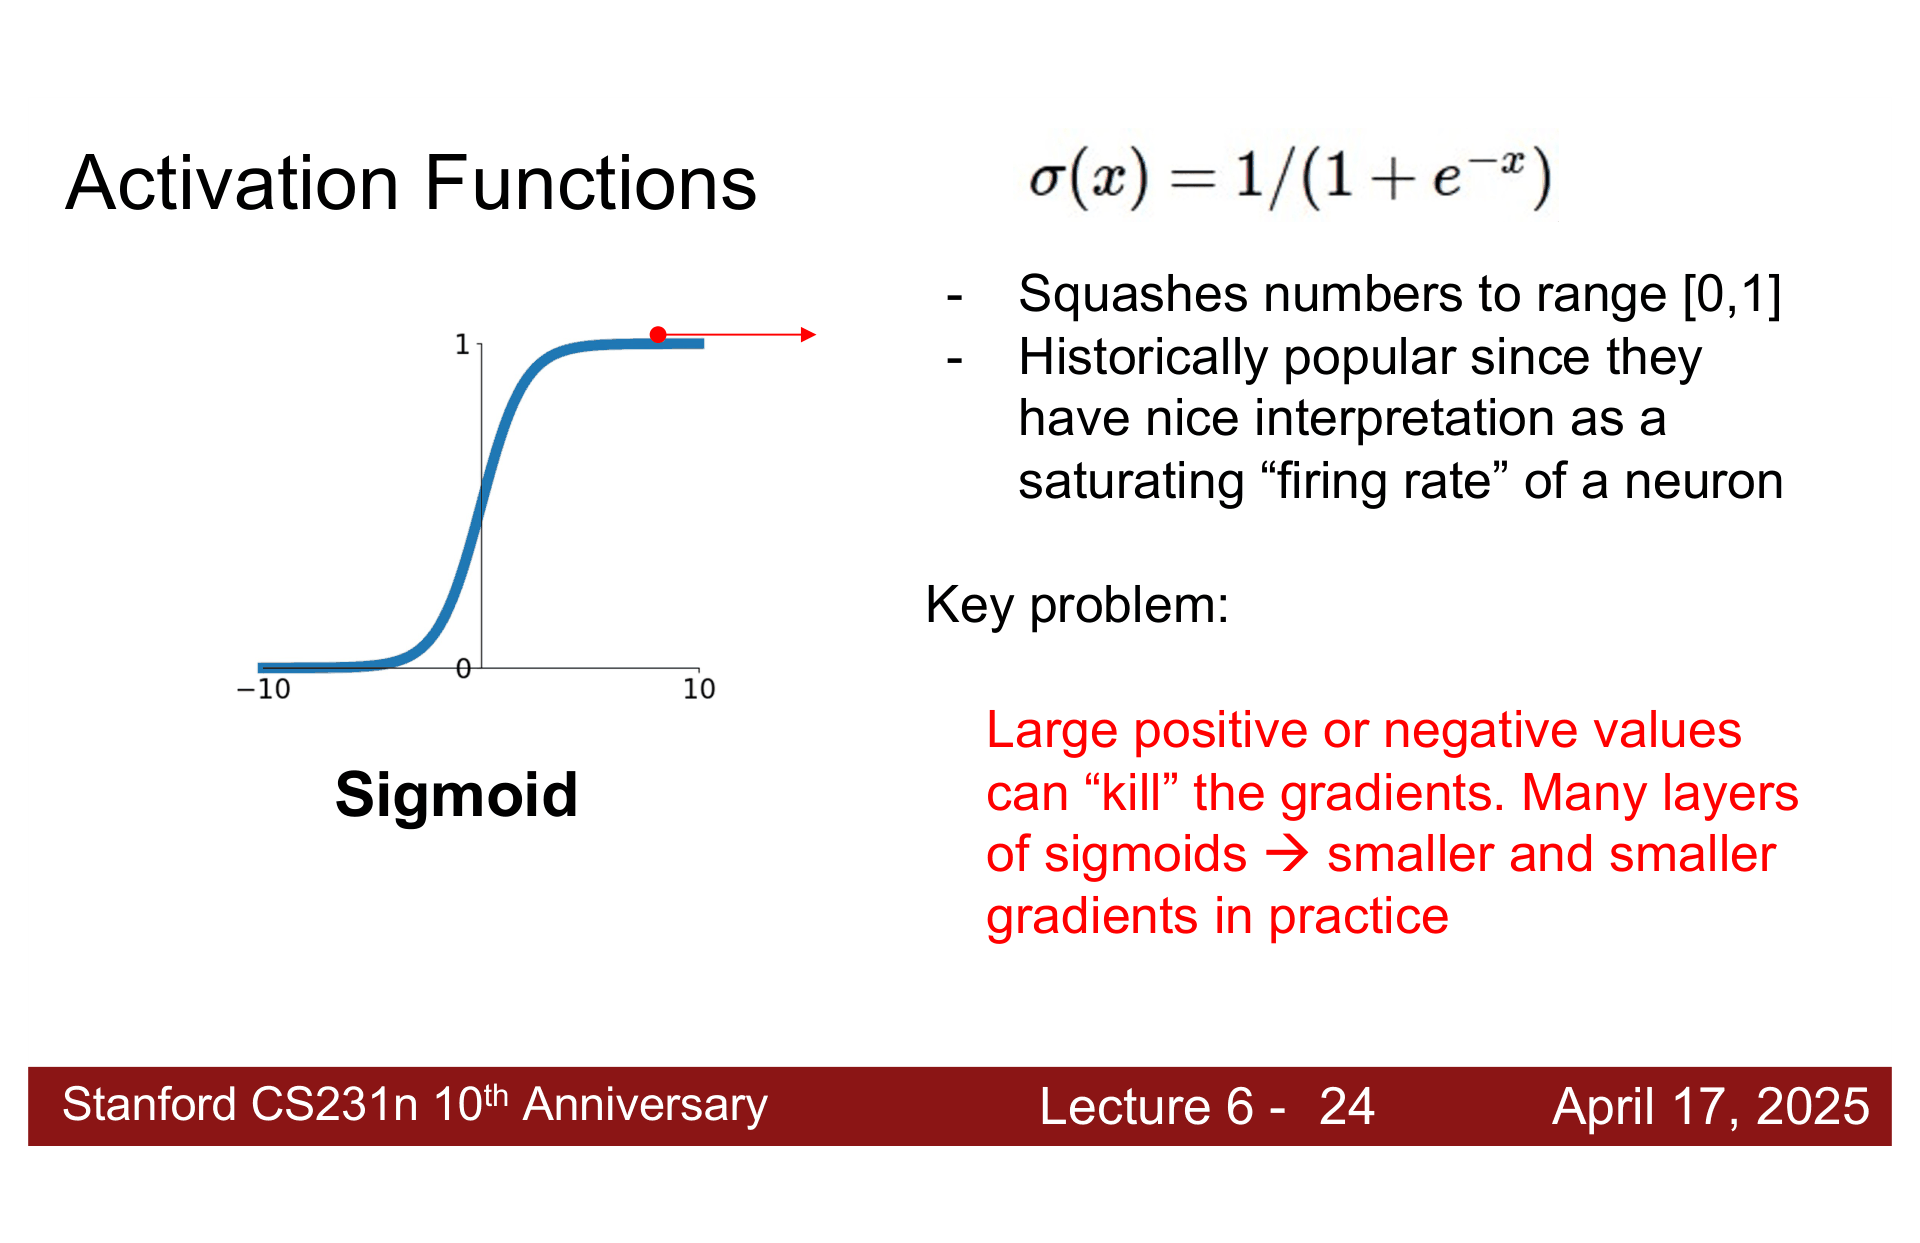 Activation Functions
σ(x) = 1/(1 + e^{-x})
- Squashes numbers to range [0,1]
- Historically popular since they
have nice interpretation as a
saturating “firing rate” of a neuron
1
0
−10
10
Sigmoid
Key problem:
Large positive or negative values
can “kill” the gradients. Many layers
of sigmoids → smaller and smaller
gradients in practice
Stanford CS231n 10th Anniversary
Lecture 6 - 24
April 17, 2025